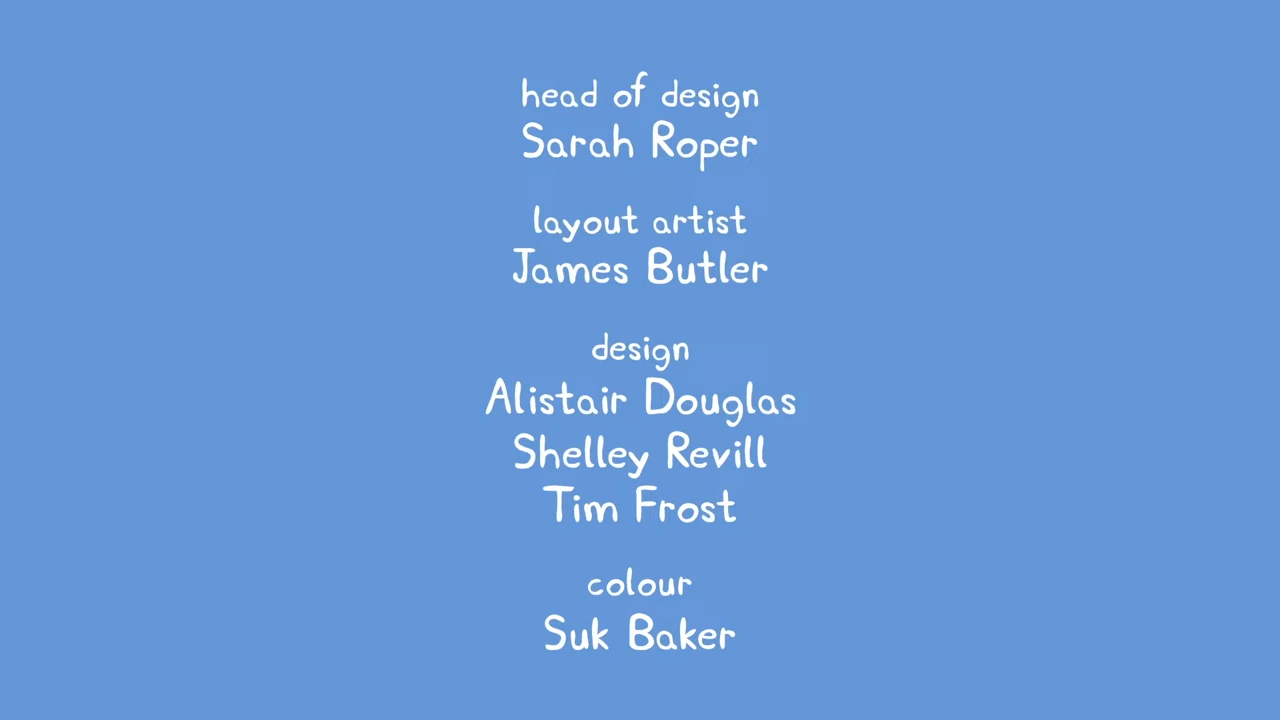 head of design
Sarah Roper
layout artist
James Butler
design
Alistair Douglas
Shelley Revill
Tim Frost
colour
Suk Baker